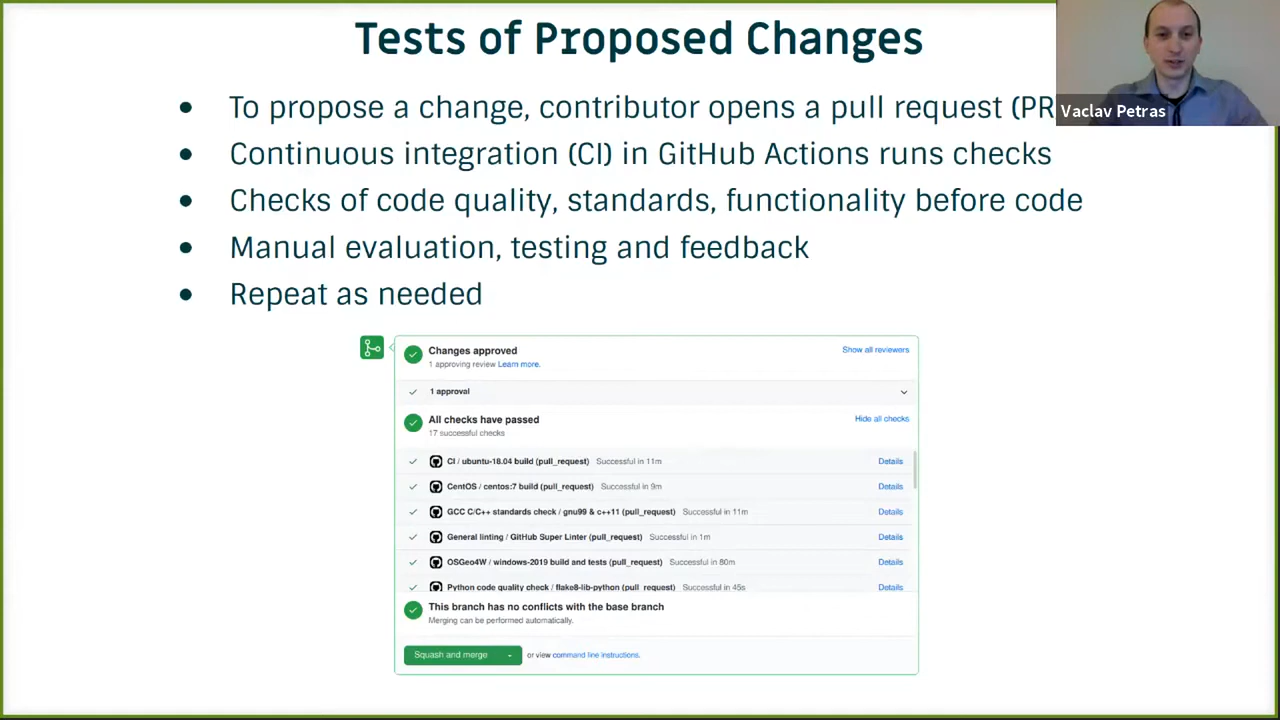 Tests of Proposed Changes
Vaclav Petras
• To propose a change, contributor opens a pull request (PR
• Continuous integration (CI) in GitHub Actions runs checks
• Checks of code quality, standards, functionality before code
• Manual evaluation, testing and feedback
• Repeat as needed
Changes approved
Show all reviewers
1 approving review Learn more.
1 approval
All checks have passed
Hide all checks
17 successful checks
CI / ubuntu-18.04 build (pull_request) Successful in 11m Details
CentOS / centos:7 build (pull_request) Successful in 9m Details
GCC C/C++ standards check / gnu99 & c++11 (pull_request) Successful in 11m Details
General linting / GitHub Super Linter (pull_request) Successful in 1m Details
OSGeo4W / windows-2019 build and tests (pull_request) Successful in 80m Details
Python code quality check / flake8-lib-python (pull_request) Successful in 45s Details
This branch has no conflicts with the base branch
Merging can be performed automatically.
Squash and merge or view command line instructions.